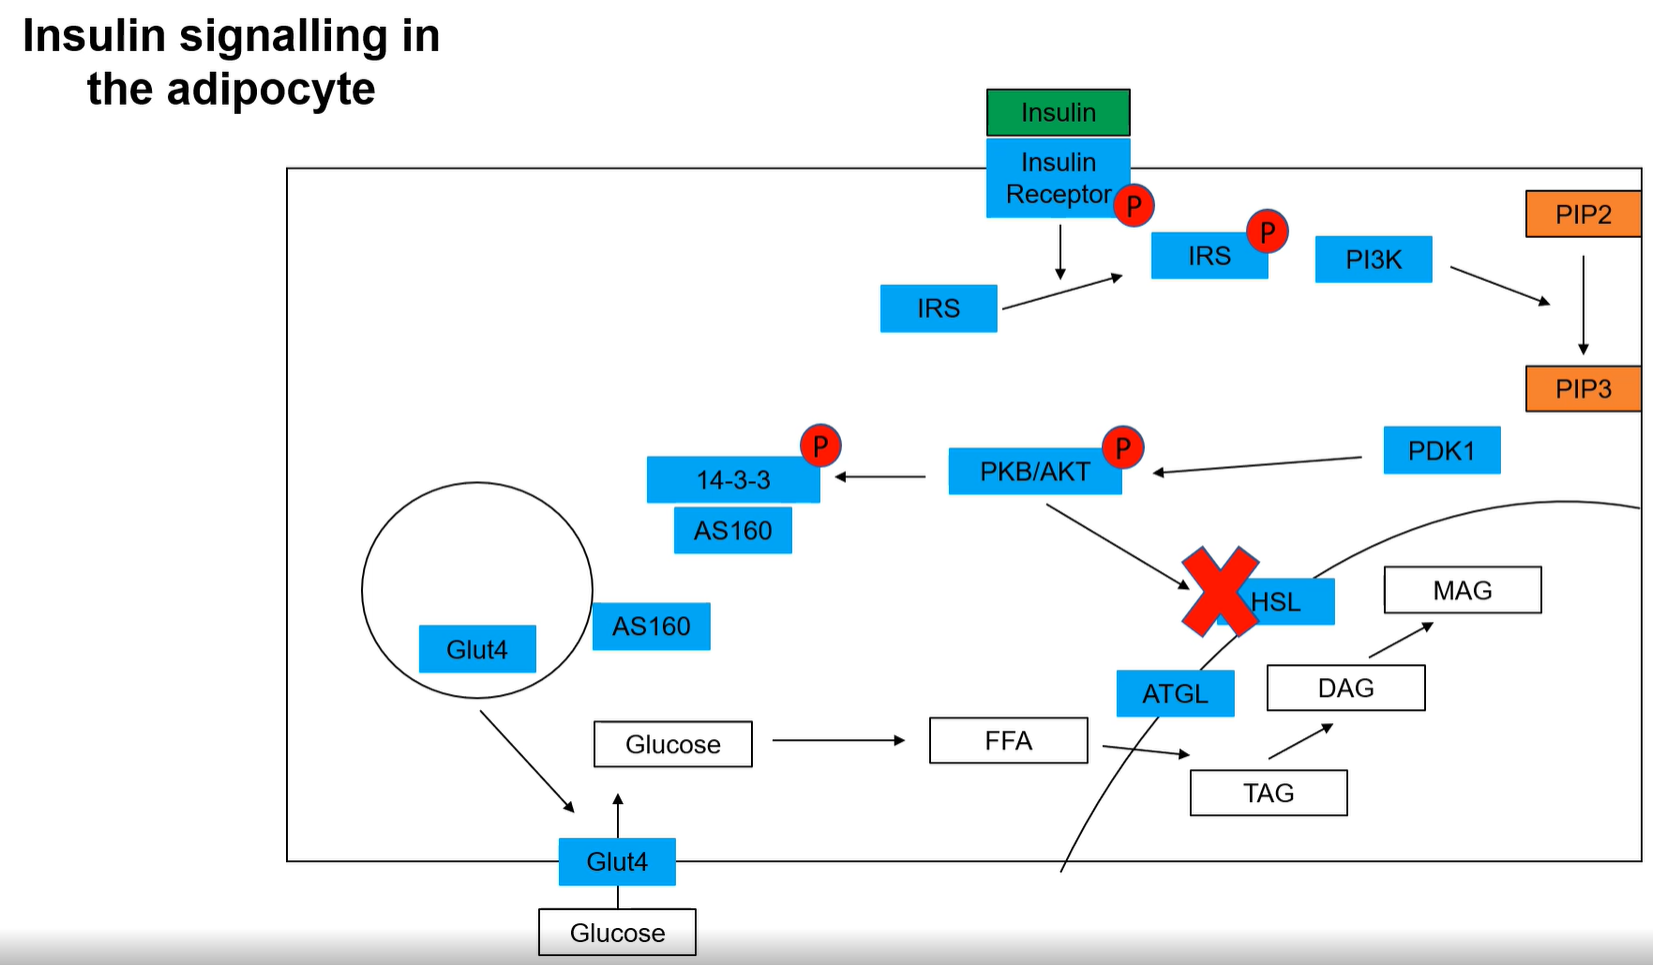 Insulin signalling in
the adipocyte
Insulin
Insulin
Receptor
P
IRS
P
IRS
PI3K
PIP2
PIP3
PDK1
PKB/AKT
P
14-3-3
P
AS160
AS160
Glut4
HSL
MAG
ATGL
DAG
Glucose
FFA
TAG
Glut4
Glucose